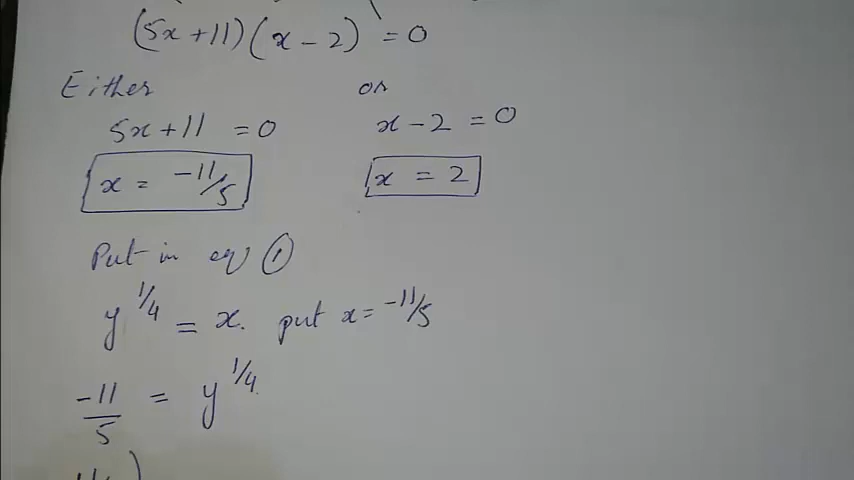 (5x+11)(x-2) = 0
Either or
5x+11 = 0 x-2 = 0
x = -11/5 x = 2
Put in eq ①
y^1/4 = x. put x = -11/5
-11/5 = y^1/4